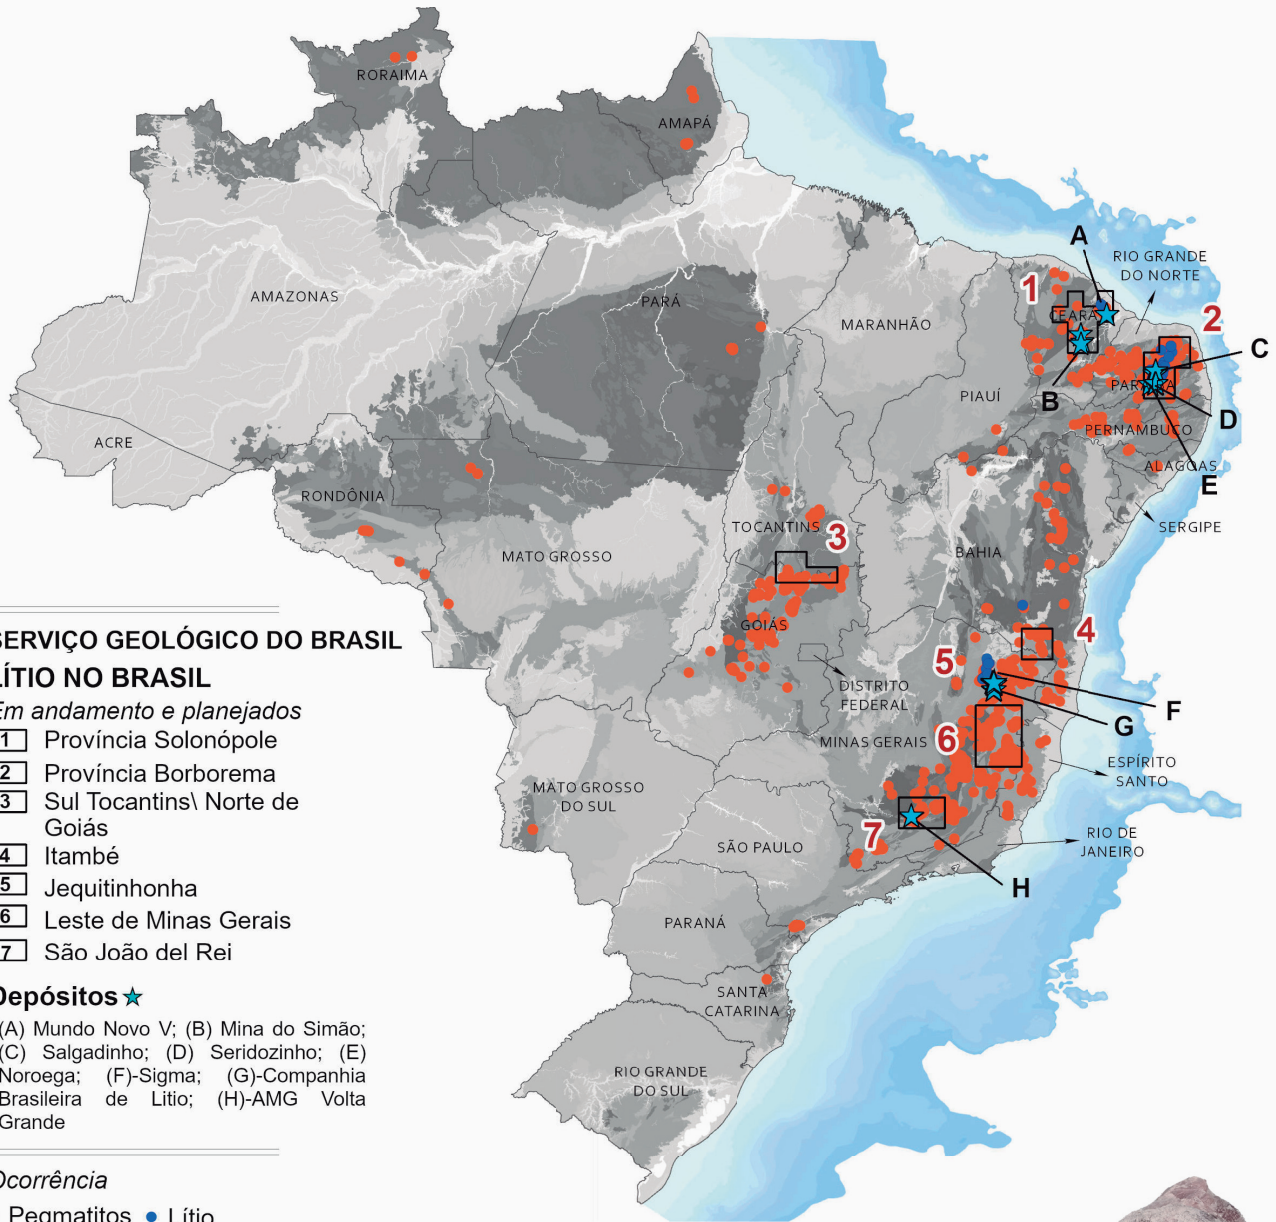 RORAIMA
AMAPÁ
A
RIO GRANDE
DO NORTE
AMAZONAS
PARÁ
1
CEARÁ
MARANHÃO
2
C
PIAUÍ
B
D
PERNAMBUCO
ACRE
ALAGOAS
E
RONDÔNIA
TOCANTINS
3
SERGIPE
MATO GROSSO
BAHIA
GOIÁS
4
5
DISTRITO
FEDERAL
F
G
MINAS GERAIS
6
ESPÍRITO
SANTO
MATO GROSSO
DO SUL
7
RIO DE
JANEIRO
SÃO PAULO
H
PARANÁ
SANTA
CATARINA
RIO GRANDE
DO SUL
SERVIÇO GEOLÓGICO DO BRASIL
LÍTIO NO BRASIL
Em andamento e planejados
1 Província Solonópole
2 Província Borborema
3 Sul Tocantins\ Norte de
Goiás
4 Itambé
5 Jequitinhonha
6 Leste de Minas Gerais
7 São João del Rei
Depósitos
(A) Mundo Novo V; (B) Mina do Simão;
(C) Salgadinho; (D) Seridozinho; (E)
Noroega; (F)-Sigma; (G)-Companhia
Brasileira de Litio; (H)-AMG Volta
Grande
Ocorrência
Pegmatitos Lítio